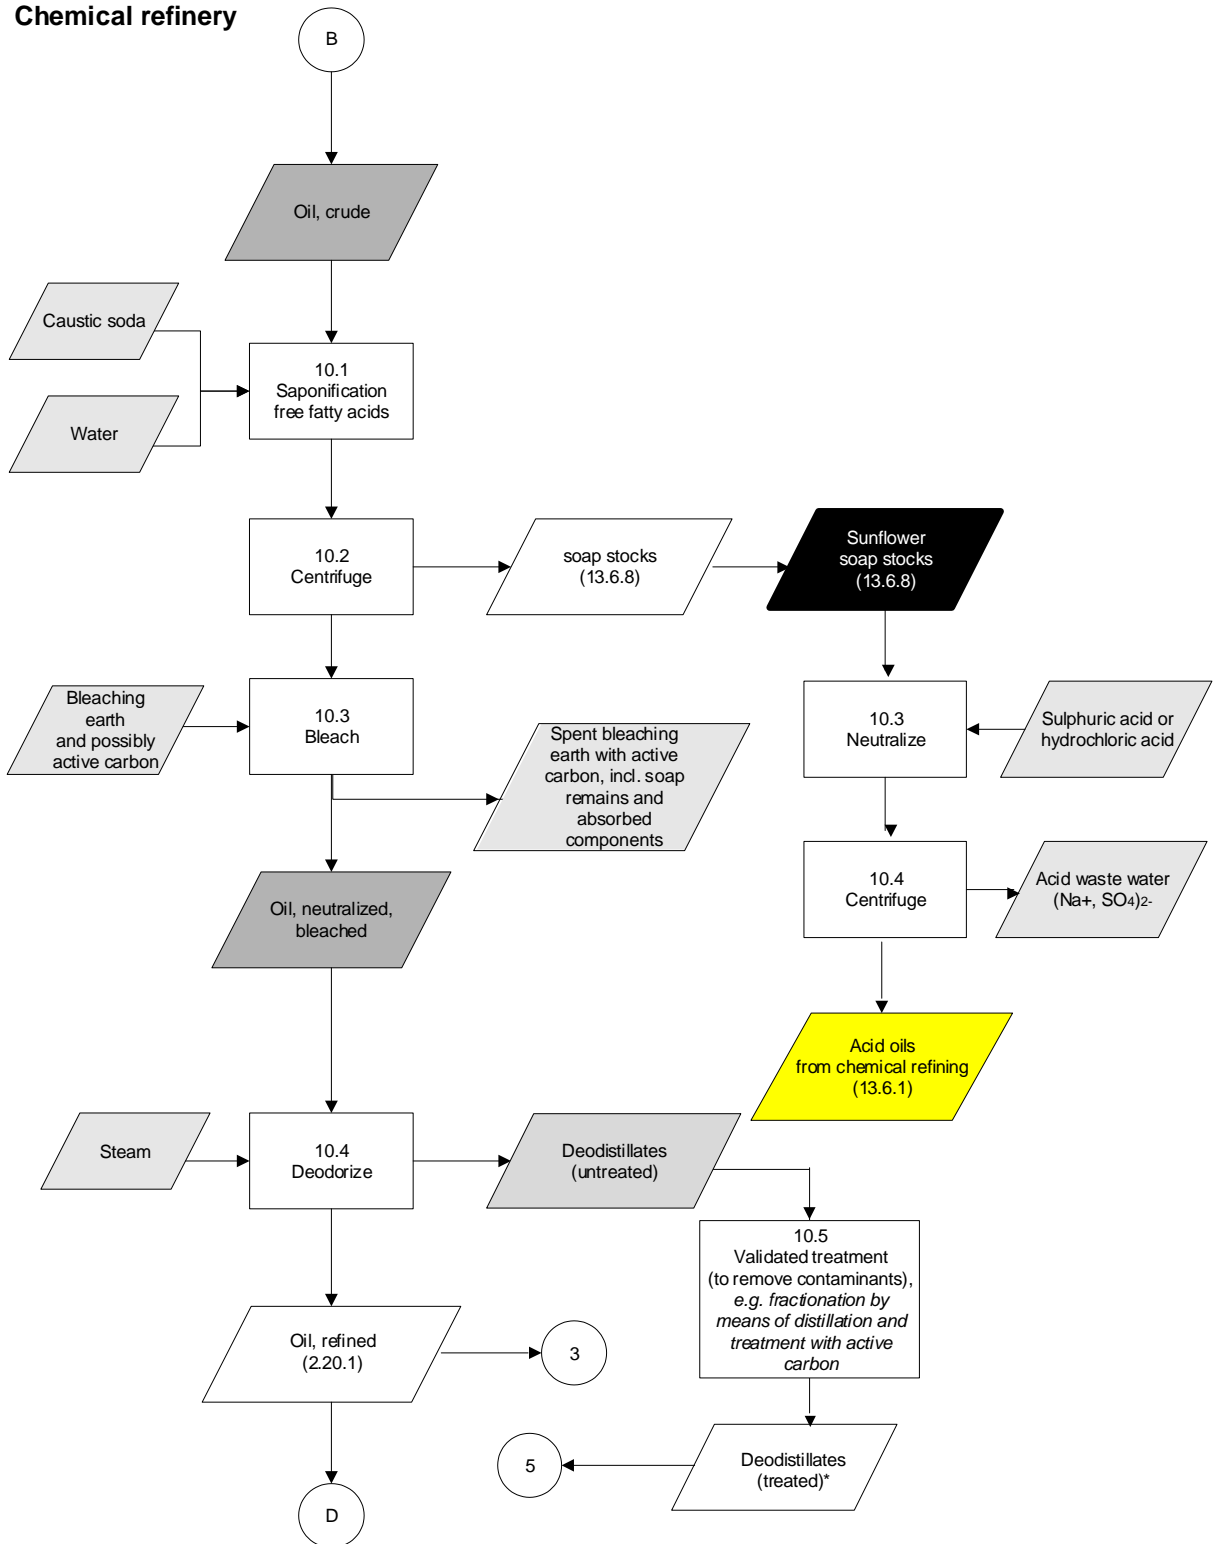 Chemical refinery
B
Oil, crude
Caustic soda
Water
10.1
Saponification
free fatty acids
10.2
Centrifuge
soap stocks
(13.6.8)
Sunflower
soap stocks
(13.6.8)
Bleaching
earth
and possibly
active carbon
10.3
Bleach
Spent bleaching
earth with active
carbon, incl. soap
remains and
absorbed
components
10.3
Neutralize
Sulphuric acid or
hydrochloric acid
10.4
Centrifuge
Acid waste water
(Na+, SO4)2-
Oil, neutralized,
bleached
Acid oils
from chemical refining
(13.6.1)
Steam
10.4
Deodorize
Deodistillates
(untreated)
10.5
Validated treatment
(to remove contaminants),
e.g. fractionation by
means of distillation and
treatment with active
carbon
Oil, refined
(2.20.1)
3
5
Deodistillates
(treated)*
D